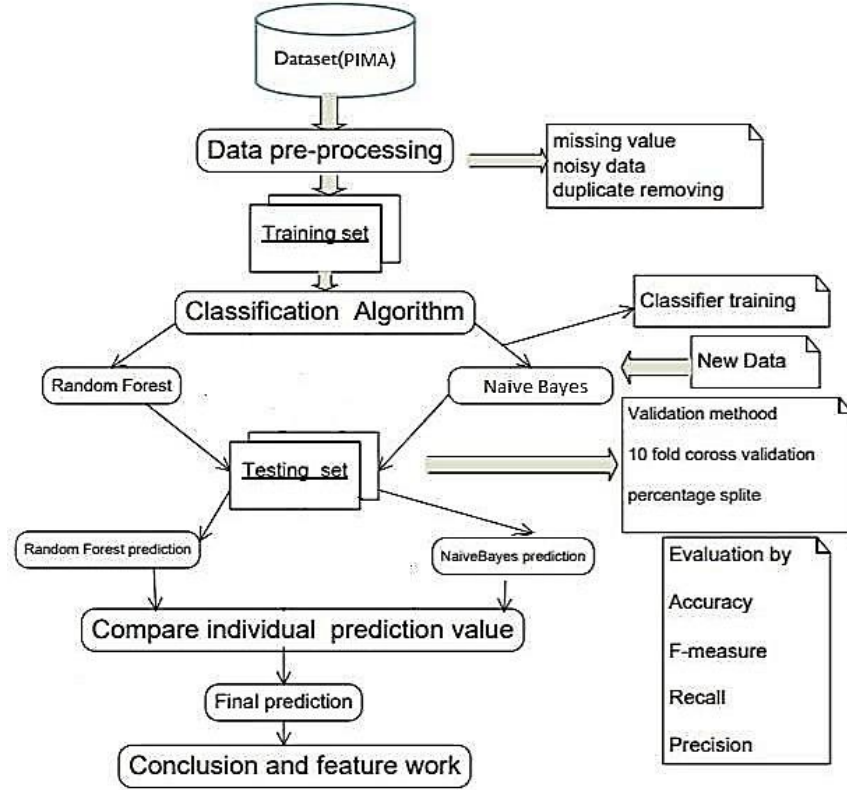 Dataset(PIMA)
Data pre-processing
missing value
noisy data
duplicate removing
Training set
Classification Algorithm
Classifier training
Random Forest
Naive Bayes
New Data
Validation methood
10 fold coross validation
percentage splite
Testing set
Random Forest prediction
NaiveBayes prediction
Evaluation by
Accuracy
F-measure
Recall
Precision
Compare individual prediction value
Final prediction
Conclusion and feature work